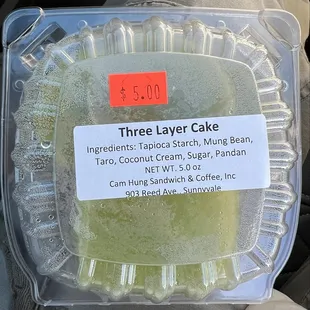 $5.00
Three Layer Cake
Ingredients: Tapioca Starch, Mung Bean,
Taro, Coconut Cream, Sugar, Pandan
NET WT. 5.0 oz
Cam Hung Sandwich & Coffee, Inc
903 Reed Ave., Sunnyvale